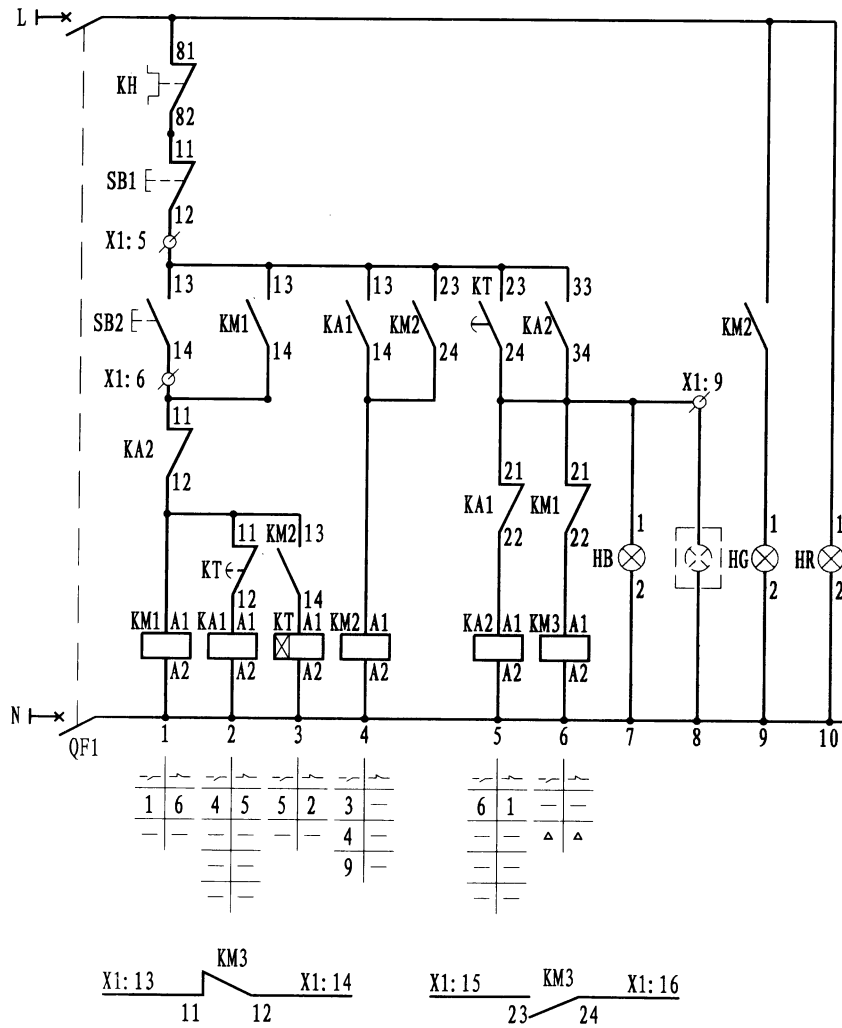 L
81
KH
82
11
SB1
12
X1:5
13 13 13 23 KT 23 33
SB2 KM1 KA1 KM2 KA2 KM2
14 14 14 24 24 34
X1:6 X1:9
11
KA2
12
21 21
KA1 KM1
22 22
11 KM2 13
KT
12 14
1 1 1
HB HG HR
2 2 2
KM1 A1 KA1 A1 KT A1 KM2 A1 KA2 A1 KM3 A1
A2 A2 A2 A2 A2 A2
N
QF1
1 2 3 4 5 6 7 8 9 10
1 6 4 5 5 2 3 — 6 1 — —
— — — — — — 4 — — — △ △
— — 9 — — —
— — — —
KM3
X1:13 X1:14
11 12
KM3
X1:15 X1:16
23 24